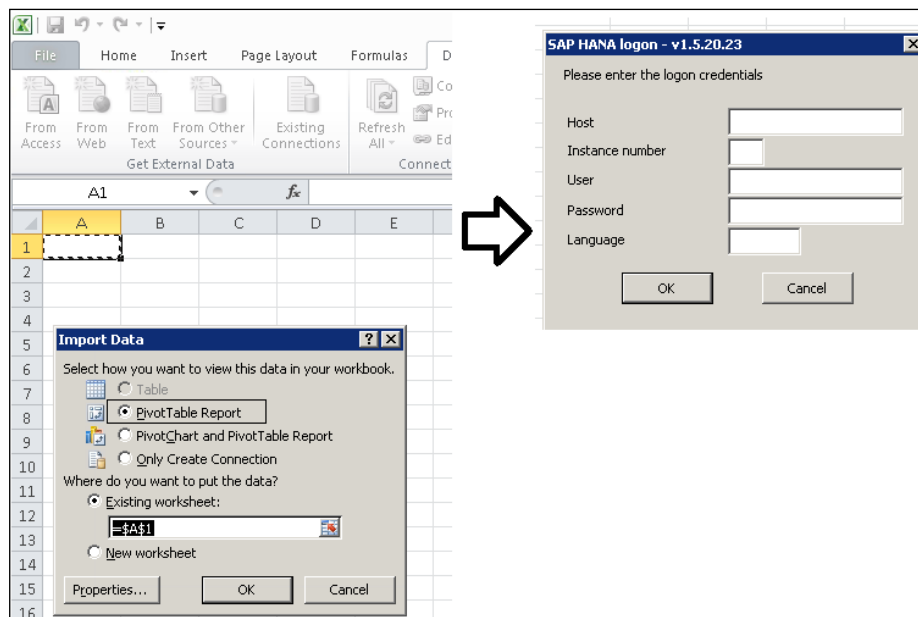 File Home Insert Page Layout Formulas D
From Access
From Web
From Text
From Other Sources
Existing Connections
Refresh All
Co
Pro
Ed
Get External Data
Connect
A1 fx
A B C D E
1
2
3
4
5
6
7
8
9
10
11
12
13
14
15
16
Import Data
Select how you want to view this data in your workbook.
Table
PivotTable Report
PivotChart and PivotTable Report
Only Create Connection
Where do you want to put the data?
Existing worksheet:
=$A$1
New worksheet
Properties... OK Cancel
SAP HANA logon - v1.5.20.23
Please enter the logon credentials
Host
Instance number
User
Password
Language
OK Cancel